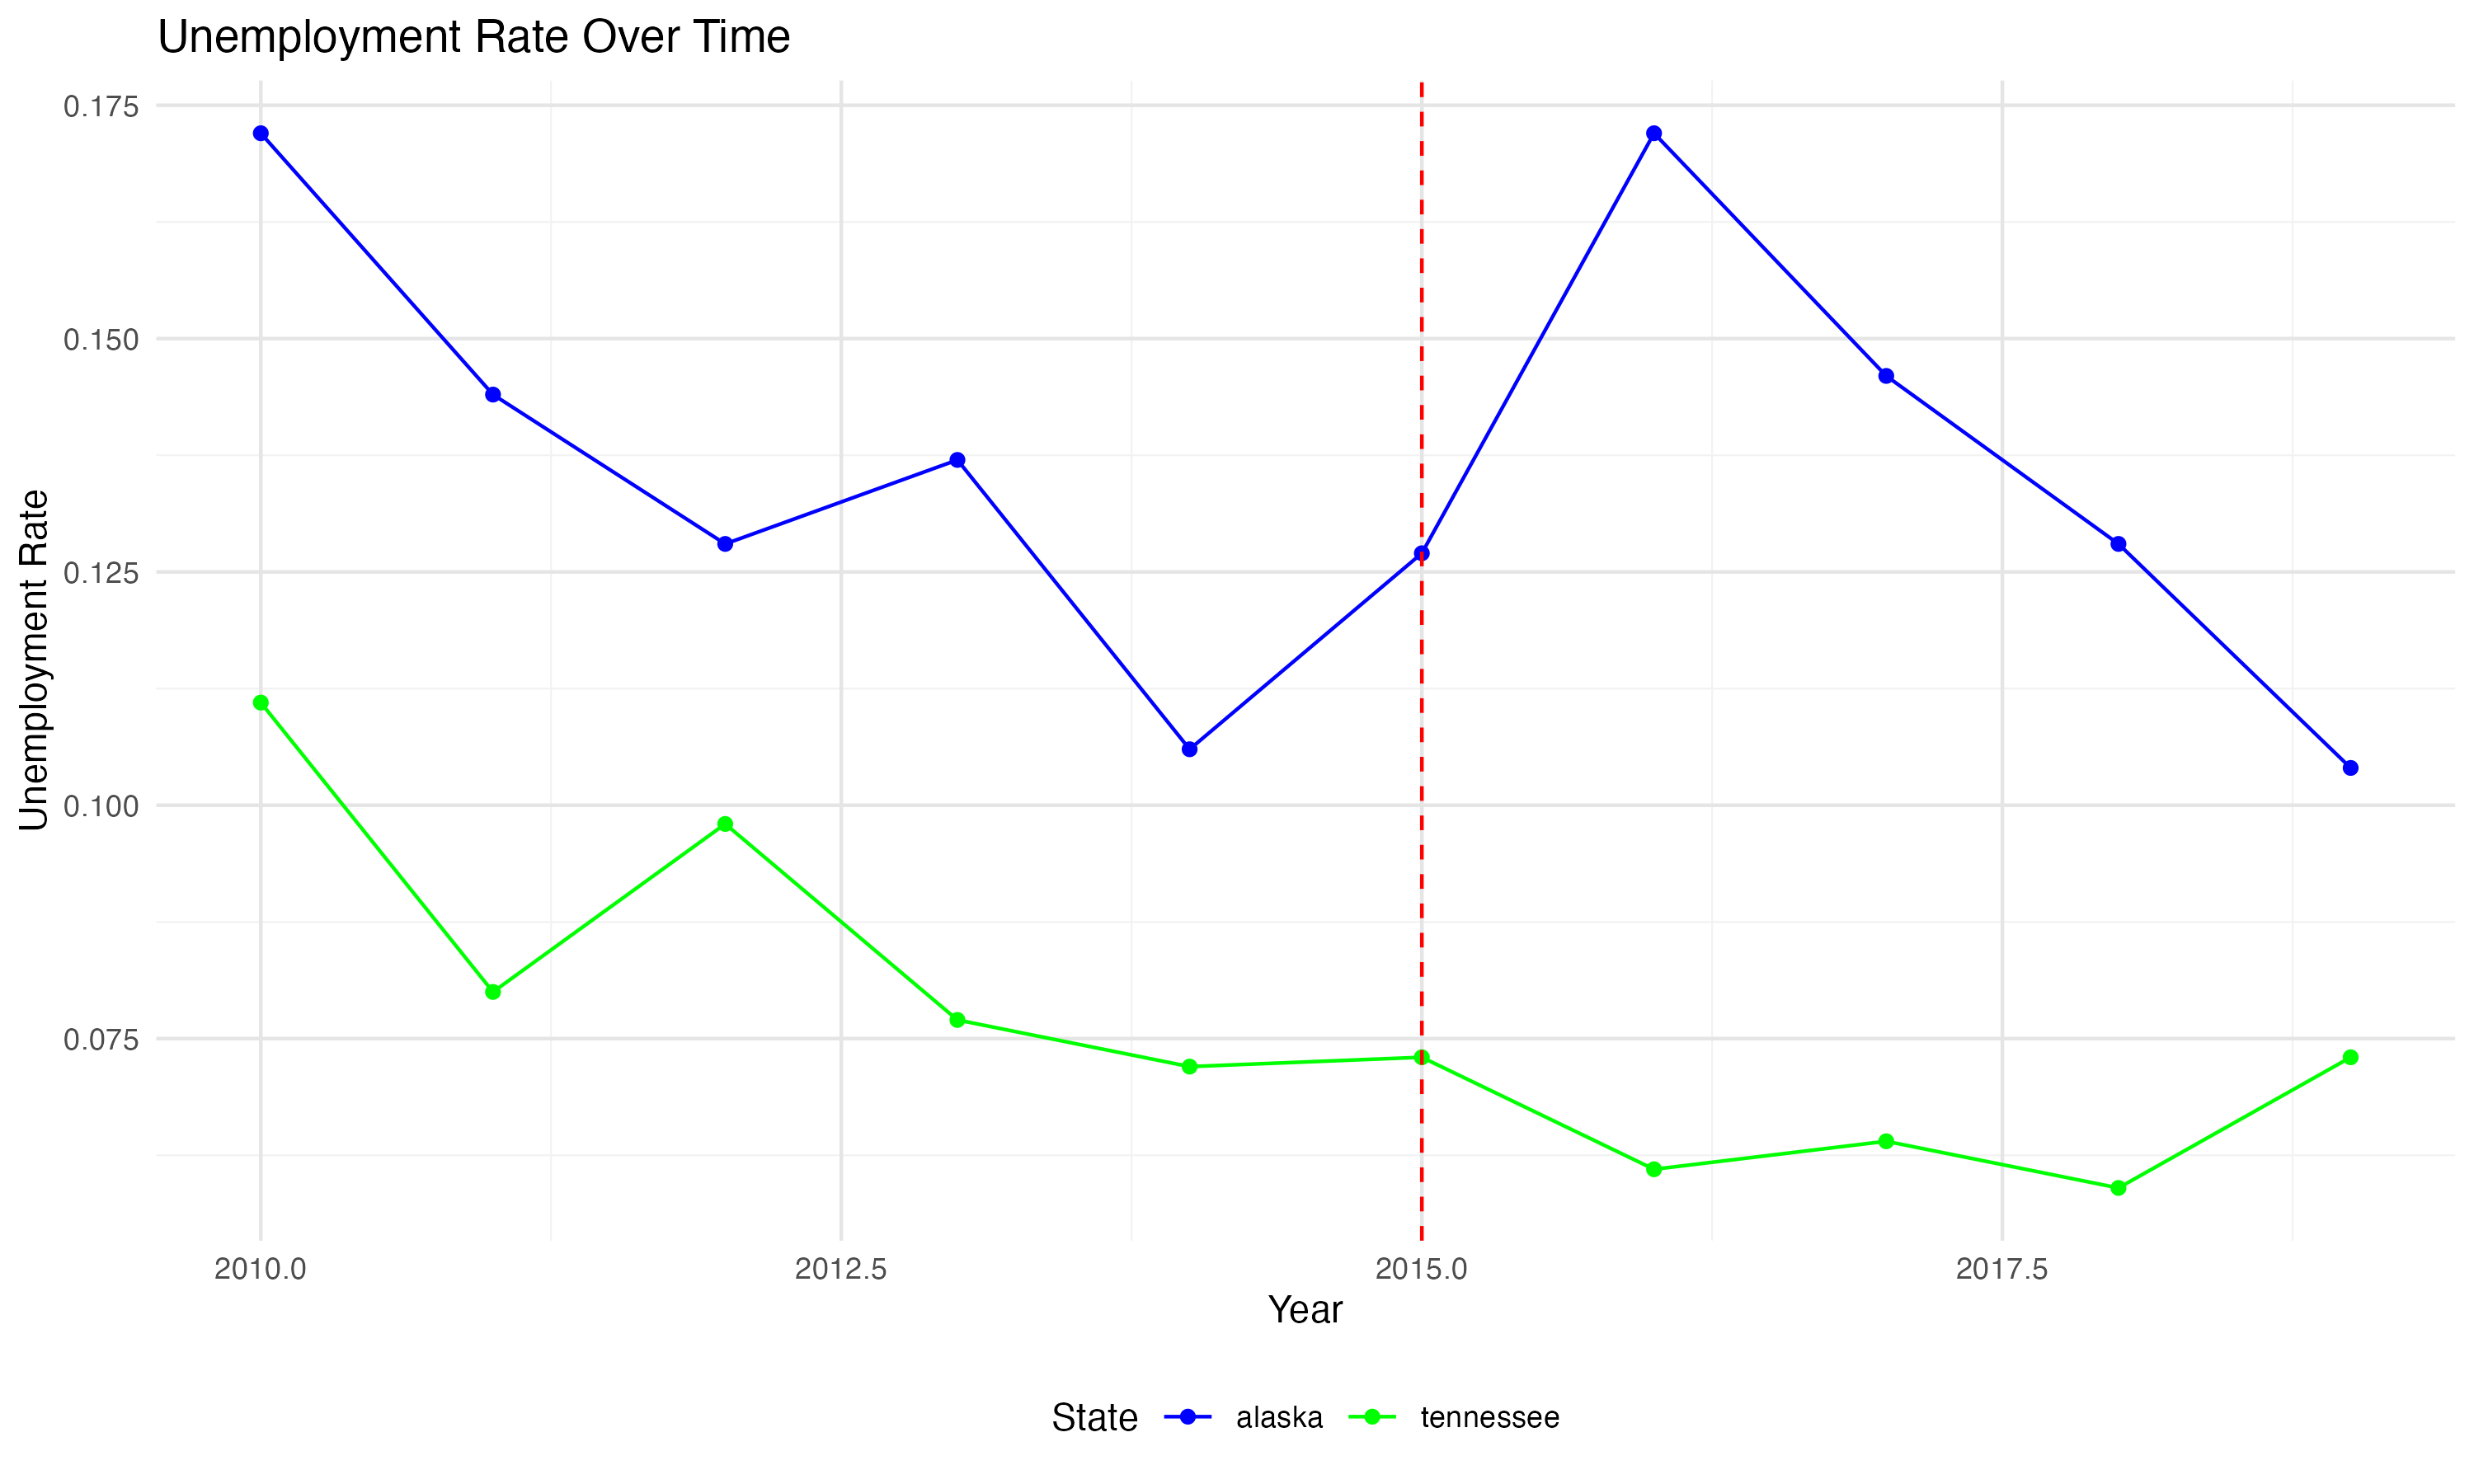 Unemployment Rate Over Time
Unemployment Rate
0.175
0.150
0.125
0.100
0.075
2010.0 2012.5 2015.0 2017.5
Year
State alaska tennessee